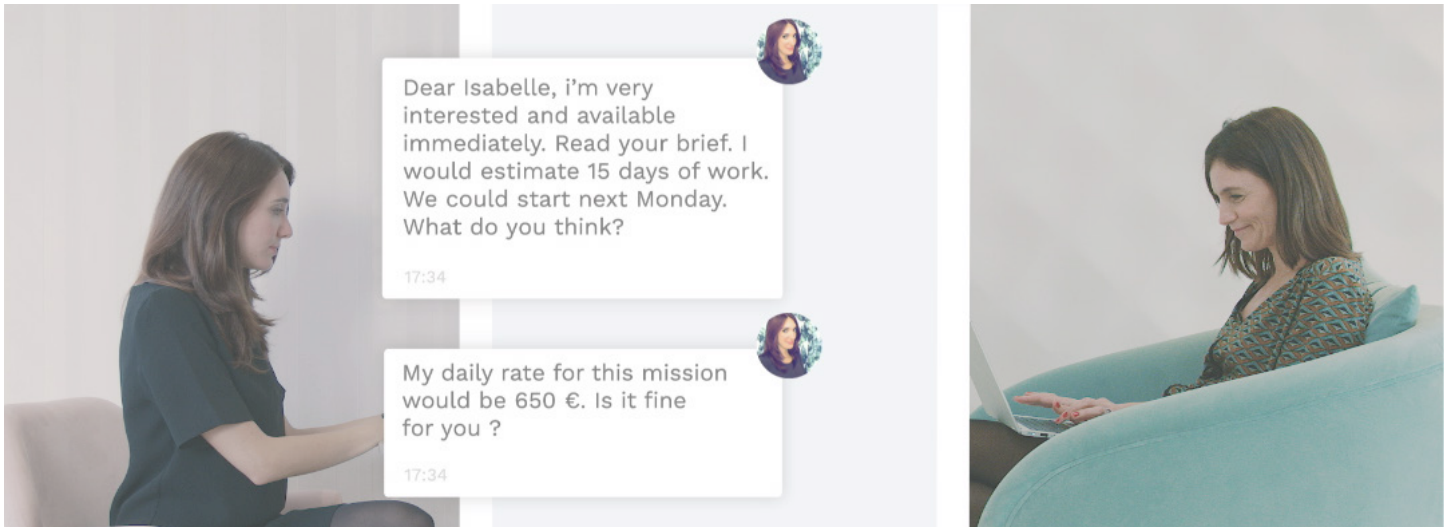 Dear Isabelle, i’m very
interested and available
immediately. Read your brief. I
would estimate 15 days of work.
We could start next Monday.
What do you think?
17:34
My daily rate for this mission
would be 650 €. Is it fine
for you ?
17:34